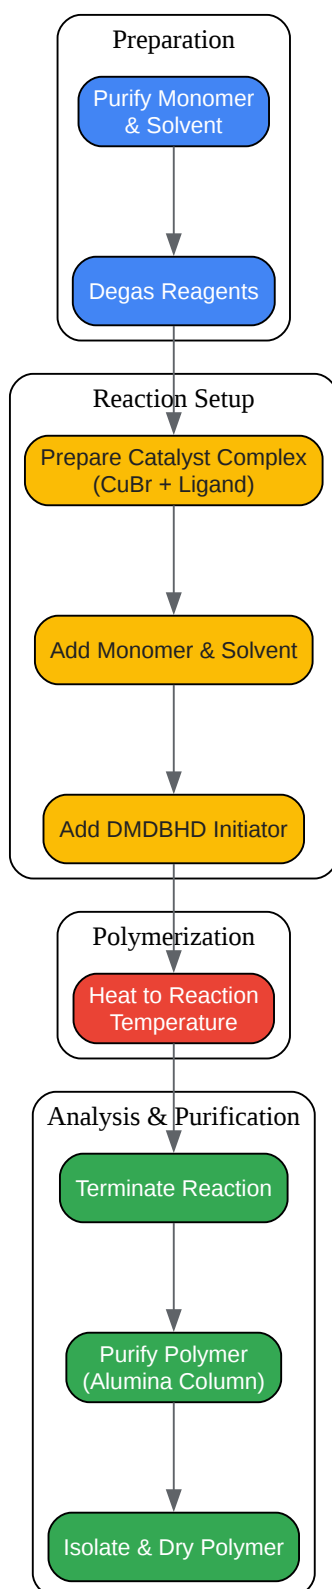 Preparation
Purify Monomer
& Solvent
Degas Reagents
Reaction Setup
Prepare Catalyst Complex
(CuBr + Ligand)
Add Monomer & Solvent
Add DMDBHD Initiator
Polymerization
Heat to Reaction
Temperature
Analysis & Purification
Terminate Reaction
Purify Polymer
(Alumina Column)
Isolate & Dry Polymer